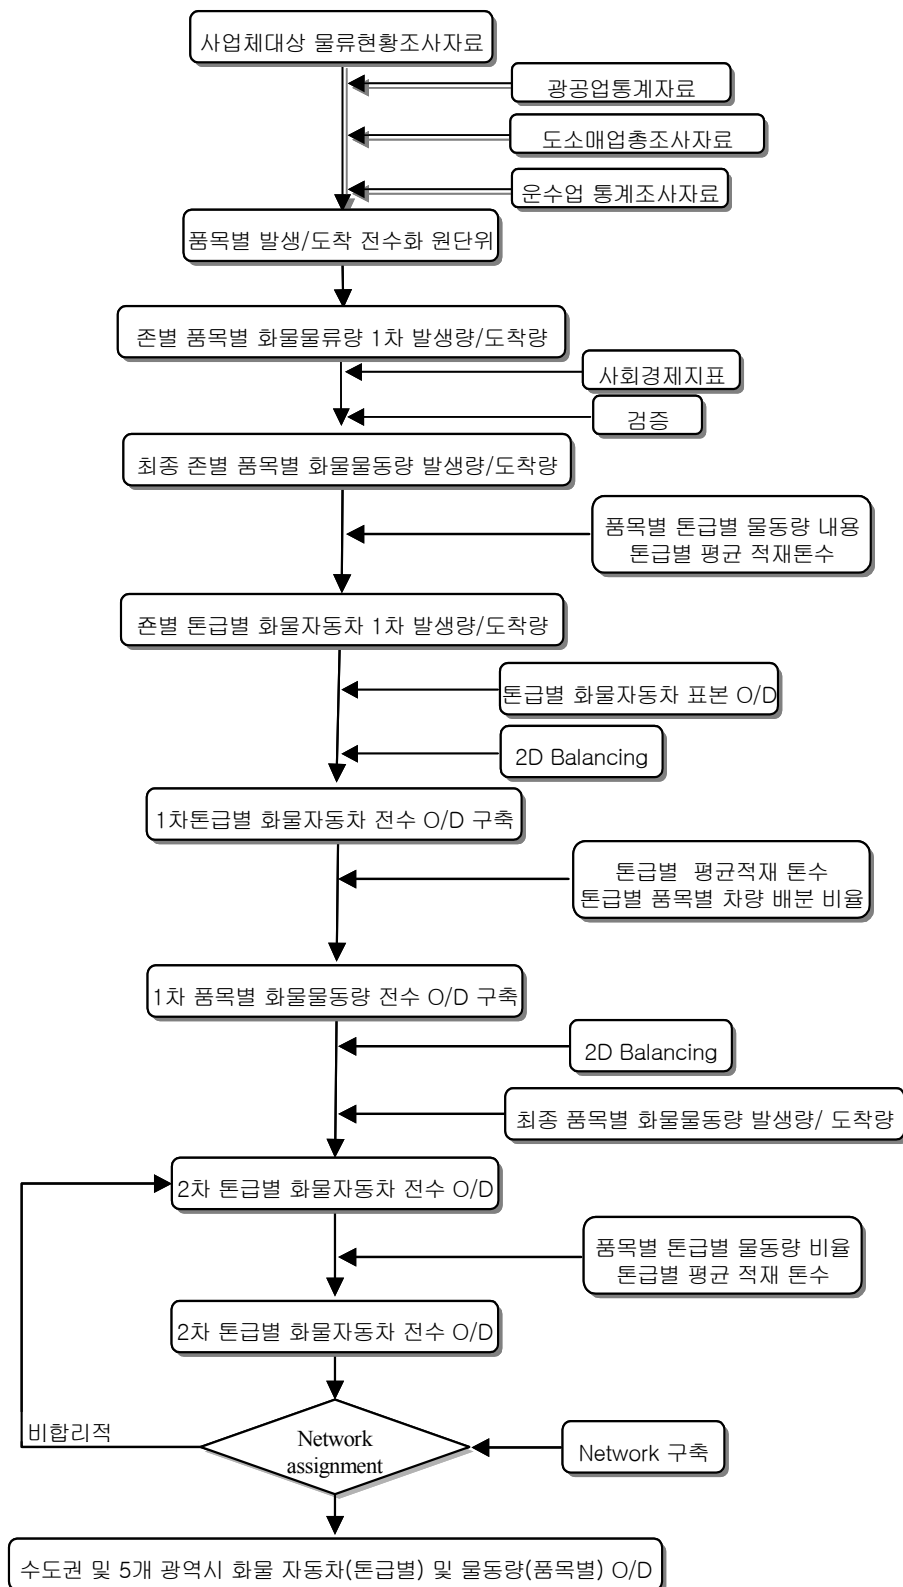 사업체대상 물류현황조사자료
광공업통계자료
도소매업총조사자료
운수업 통계조사자료
품목별 발생/도착 전수화 원단위
존별 품목별 화물물류량 1차 발생량/도착량
사회경제지표
검증
최종 존별 품목별 화물물동량 발생량/도착량
품목별 톤급별 물동량 내용
톤급별 평균 적재톤수
죤별 톤급별 화물자동차 1차 발생량/도착량
톤급별 화물자동차 표본 O/D
2D Balancing
1차톤급별 화물자동차 전수 O/D 구축
톤급별 평균적재 톤수
톤급별 품목별 차량 배분 비율
1차 품목별 화물물동량 전수 O/D 구축
2D Balancing
최종 품목별 화물물동량 발생량/ 도착량
2차 톤급별 화물자동차 전수 O/D
품목별 톤급별 물동량 비율
톤급별 평균 적재 톤수
2차 톤급별 화물자동차 전수 O/D
비합리적
Network
assignment
Network 구축
수도권 및 5개 광역시 화물 자동차(톤급별) 및 물동량(품목별) O/D